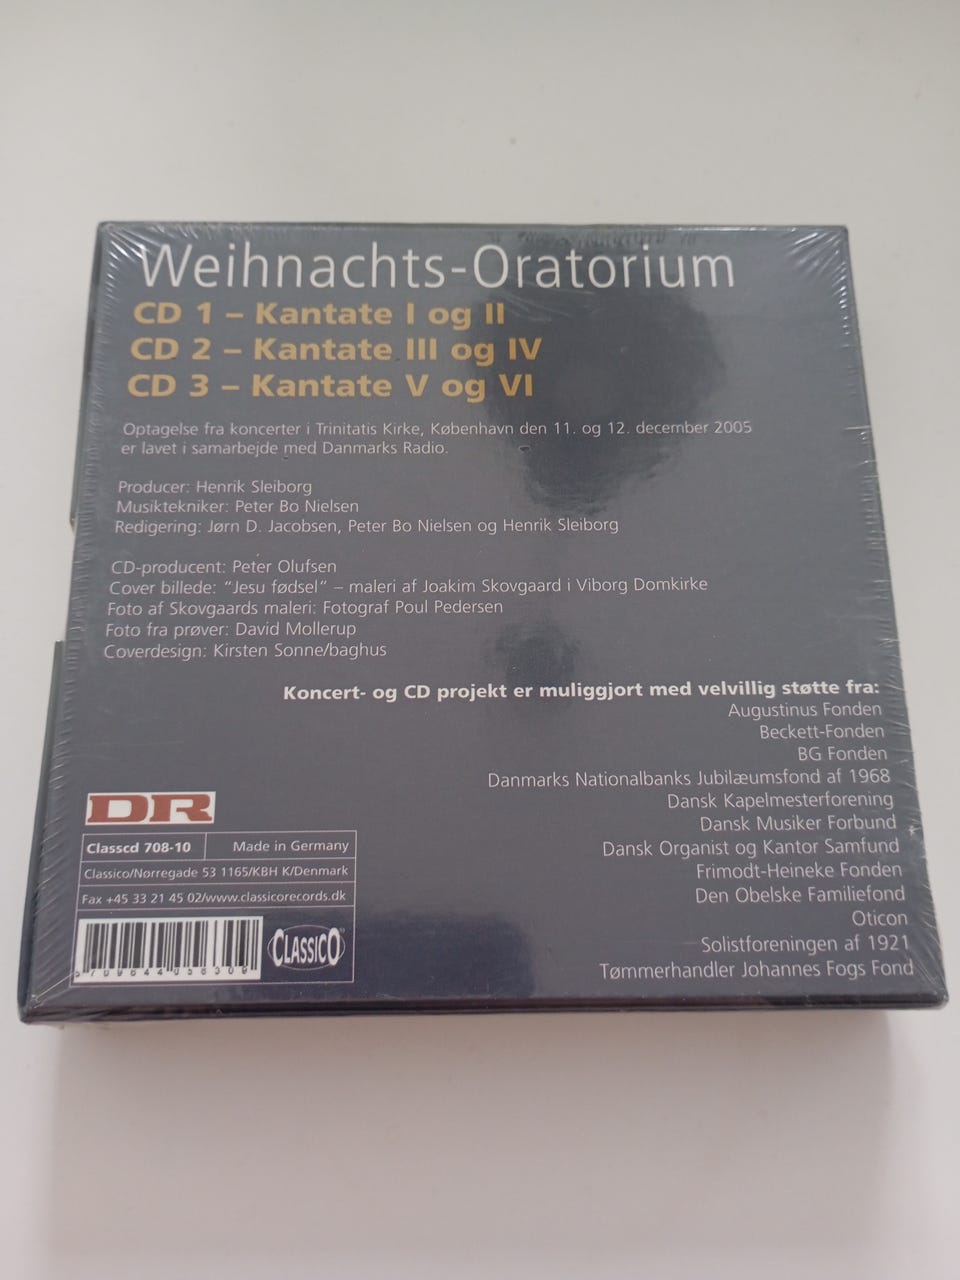 Weihnachts-Oratorium
CD 1 – Kantate I og II
CD 2 – Kantate III og IV
CD 3 – Kantate V og VI
Optagelse fra koncerter i Trinitatis Kirke, København den 11. og 12. december 2005
er lavet i samarbejde med Danmarks Radio.
Producer: Henrik Sleiborg
Musiktekniker: Peter Bo Nielsen
Redigering: Jørn D. Jacobsen, Peter Bo Nielsen og Henrik Sleiborg
CD-producent: Peter Olufsen
Cover billede: "Jesu fødsel" – maleri af Joakim Skovgaard i Viborg Domkirke
Foto af Skovgaards maleri: Fotograf Poul Pedersen
Foto fra prøver: David Mollerup
Coverdesign: Kirsten Sonne/baghus
Koncert- og CD projekt er muliggjort med velvillig støtte fra:
Augustinus Fonden
Beckett-Fonden
BG Fonden
Danmarks Nationalbanks Jubilæumsfond af 1968
Dansk Kapelmesterforening
Dansk Musiker Forbund
Dansk Organist og Kantor Samfund
Frimodt-Heineke Fonden
Den Obelske Familiefond
Oticon
Solistforeningen af 1921
Tømmerhandler Johannes Fogs Fond
DR
Classcd 708-10 Made in Germany
Classico/Nørregade 53 1165/KBH K/Denmark
Fax +45 33 21 45 02/www.classicorecords.dk
5 709644 056309
CLASSICO